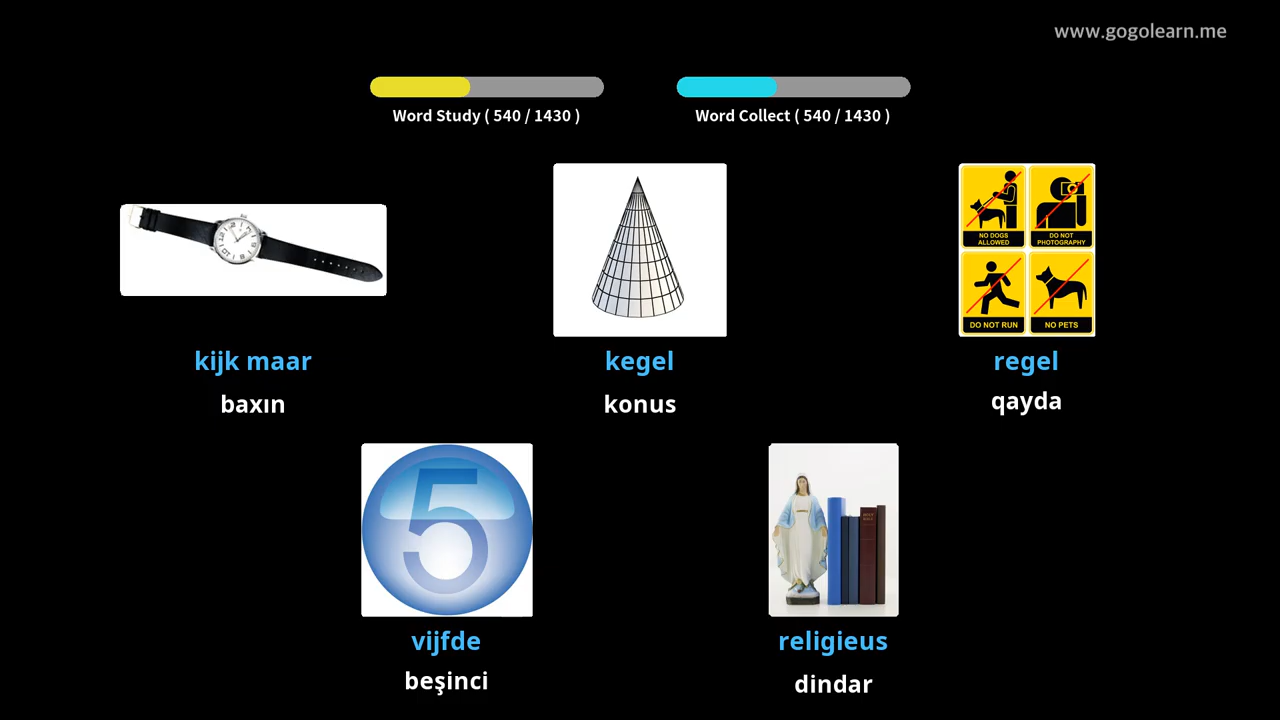 www.gogolearn.me
Word Study ( 540 / 1430 )
Word Collect ( 540 / 1430 )
NO DOGS
ALLOWED
DO NOT
PHOTOGRAPHY
DO NOT RUN
NO PETS
kijk maar
baxın
kegel
konus
regel
qayda
5
vijfde
beşinci
religieus
dindar